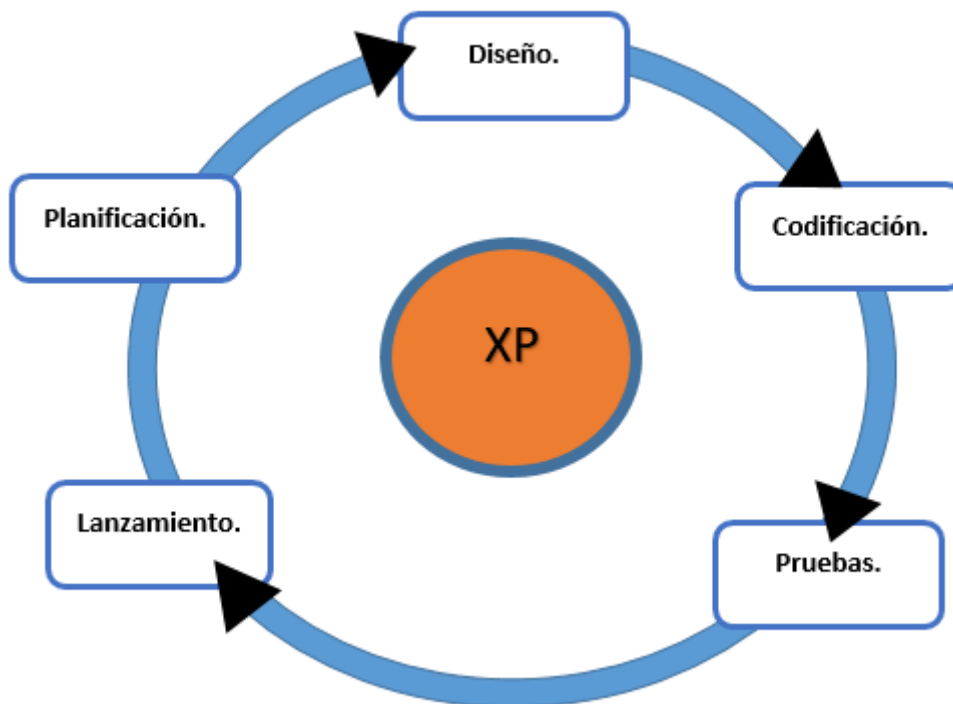 Diseño.
Planificación.
Codificación.
XP
Lanzamiento.
Pruebas.